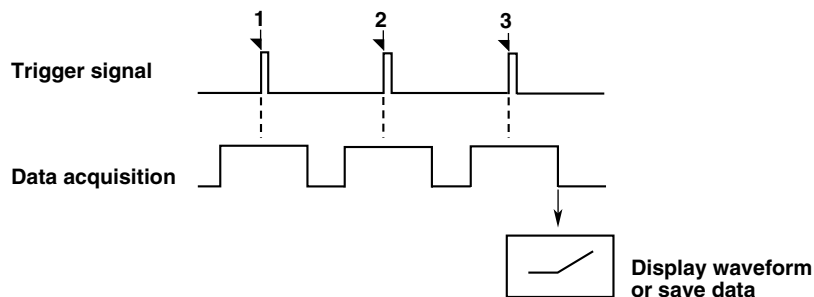 1 2 3
Trigger signal
Data acquisition
Display waveform
or save data